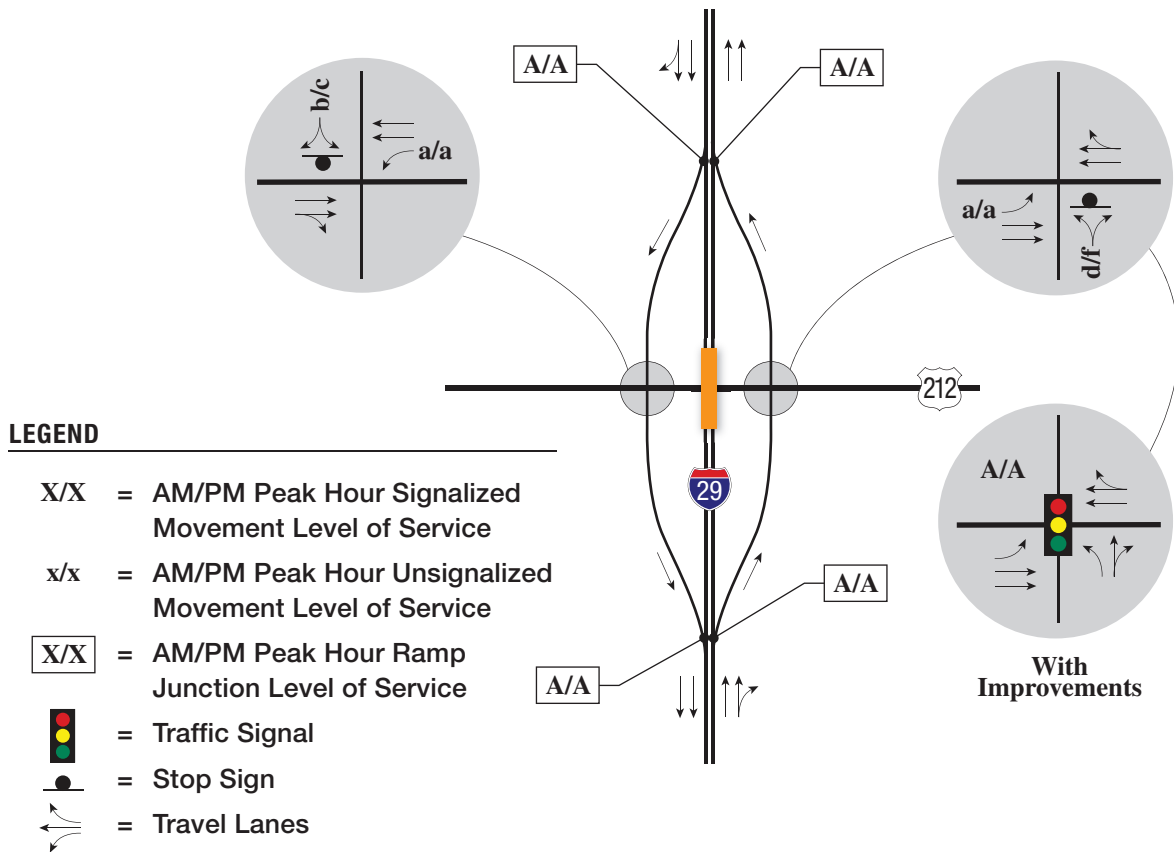 A/A
A/A
b/c
a/a
a/a
d/f
212
LEGEND
X/X = AM/PM Peak Hour Signalized
Movement Level of Service
x/x = AM/PM Peak Hour Unsignalized
Movement Level of Service
X/X = AM/PM Peak Hour Ramp
Junction Level of Service
= Traffic Signal
= Stop Sign
= Travel Lanes
29
A/A
A/A
A/A
With
Improvements